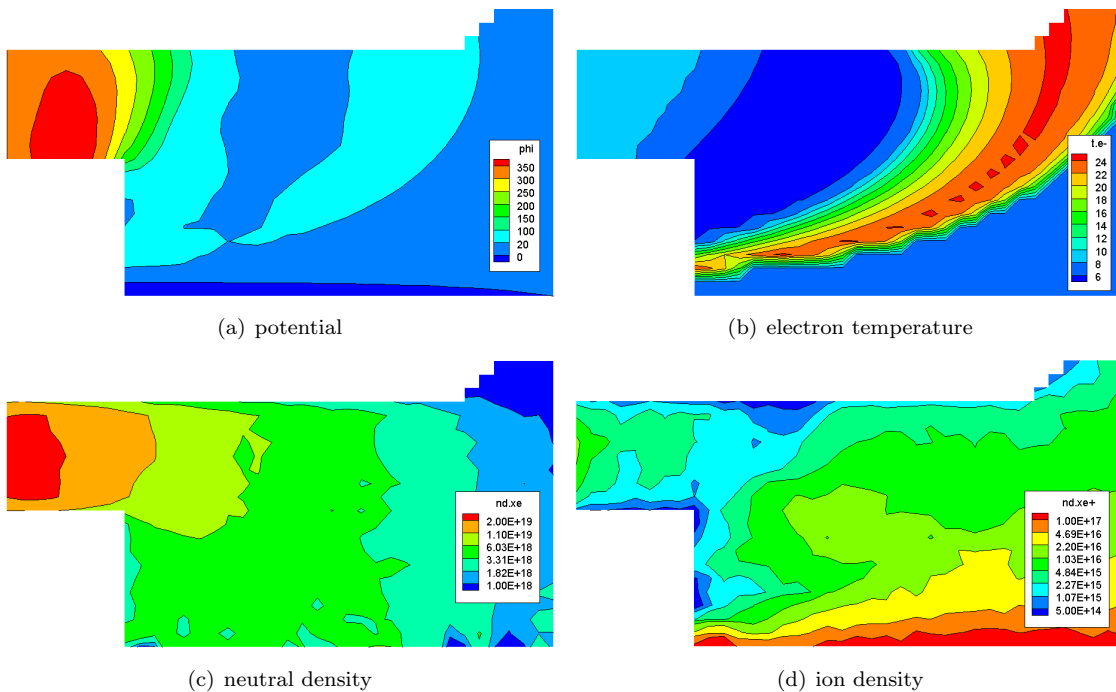 phi
350
300
250
200
150
100
20
0
t.e-
24
22
20
18
16
14
12
10
8
6
(a) potential
(b) electron temperature
nd.xe
2.00E+19
1.10E+19
6.03E+18
3.31E+18
1.82E+18
1.00E+18
nd.xe+
1.00E+17
4.69E+16
2.20E+16
1.03E+16
4.84E+15
2.27E+15
1.07E+15
5.00E+14
(c) neutral density
(d) ion density